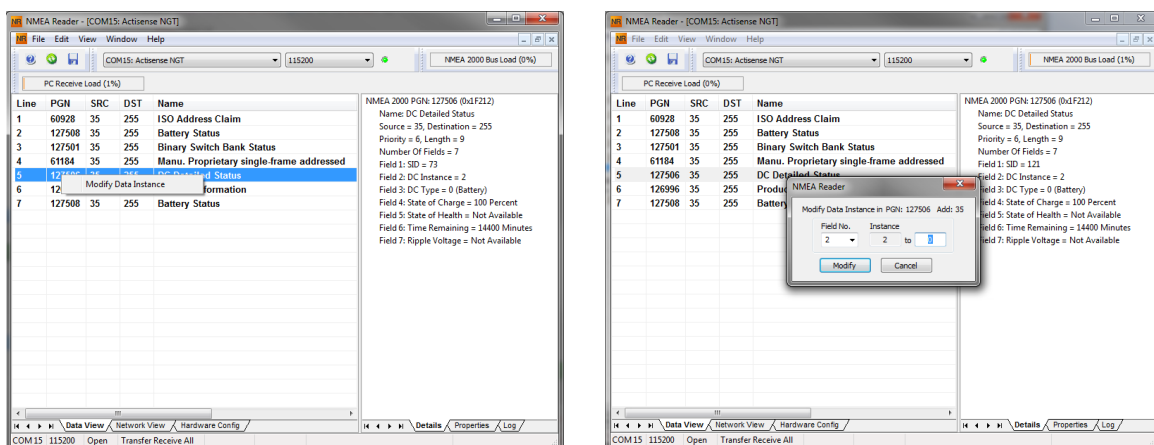 NMEA Reader - [COM15: Actisense NGT]
File Edit View Window Help
COM15: Actisense NGT 115200 NMEA 2000 Bus Load (0%)
PC Receive Load (1%)
Line PGN SRC DST Name
1 60928 35 255 ISO Address Claim
2 127508 35 255 Battery Status
3 127501 35 255 Binary Switch Bank Status
4 61184 35 255 Manu. Proprietary single-frame addressed
5 127506 35 255 DC Detailed Status
Modify Data Instance
6 12 formation
7 127508 35 255 Battery Status
NMEA 2000 PGN: 127506 (0x1F212)
Name: DC Detailed Status
Source = 35, Destination = 255
Priority = 6, Length = 9
Number Of Fields = 7
Field 1: SID = 73
Field 2: DC Instance = 2
Field 3: DC Type = 0 (Battery)
Field 4: State of Charge = 100 Percent
Field 5: State of Health = Not Available
Field 6: Time Remaining = 14400 Minutes
Field 7: Ripple Voltage = Not Available
Data View Network View Hardware Config
Details Properties Log
COM 15 115200 Open Transfer Receive All
NMEA Reader - [COM15: Actisense NGT]
File Edit View Window Help
COM15: Actisense NGT 115200 NMEA 2000 Bus Load (1%)
PC Receive Load (0%)
Line PGN SRC DST Name
1 60928 35 255 ISO Address Claim
2 127508 35 255 Battery Status
3 127501 35 255 Binary Switch Bank Status
4 61184 35 255 Manu. Proprietary single-frame addressed
5 127506 35 255 DC Detailed Status
6 126996 35 255 Produ
7 127508 35 255 Battery
NMEA Reader
Modify Data Instance in PGN: 127506 Add: 35
Field No. Instance
2 2 to 0
Modify Cancel
NMEA 2000 PGN: 127506 (0x1F212)
Name: DC Detailed Status
Source = 35, Destination = 255
Priority = 6, Length = 9
Number Of Fields = 7
Field 1: SID = 121
Field 2: DC Instance = 2
ield 3: DC Type = 0 (Battery)
ield 4: State of Charge = 100 Percent
ield 5: State of Health = Not Available
ield 6: Time Remaining = 14400 Minutes
ield 7: Ripple Voltage = Not Available
Data View Network View Hardware Config
Details Properties Log
COM 15 115200 Open Transfer Receive All